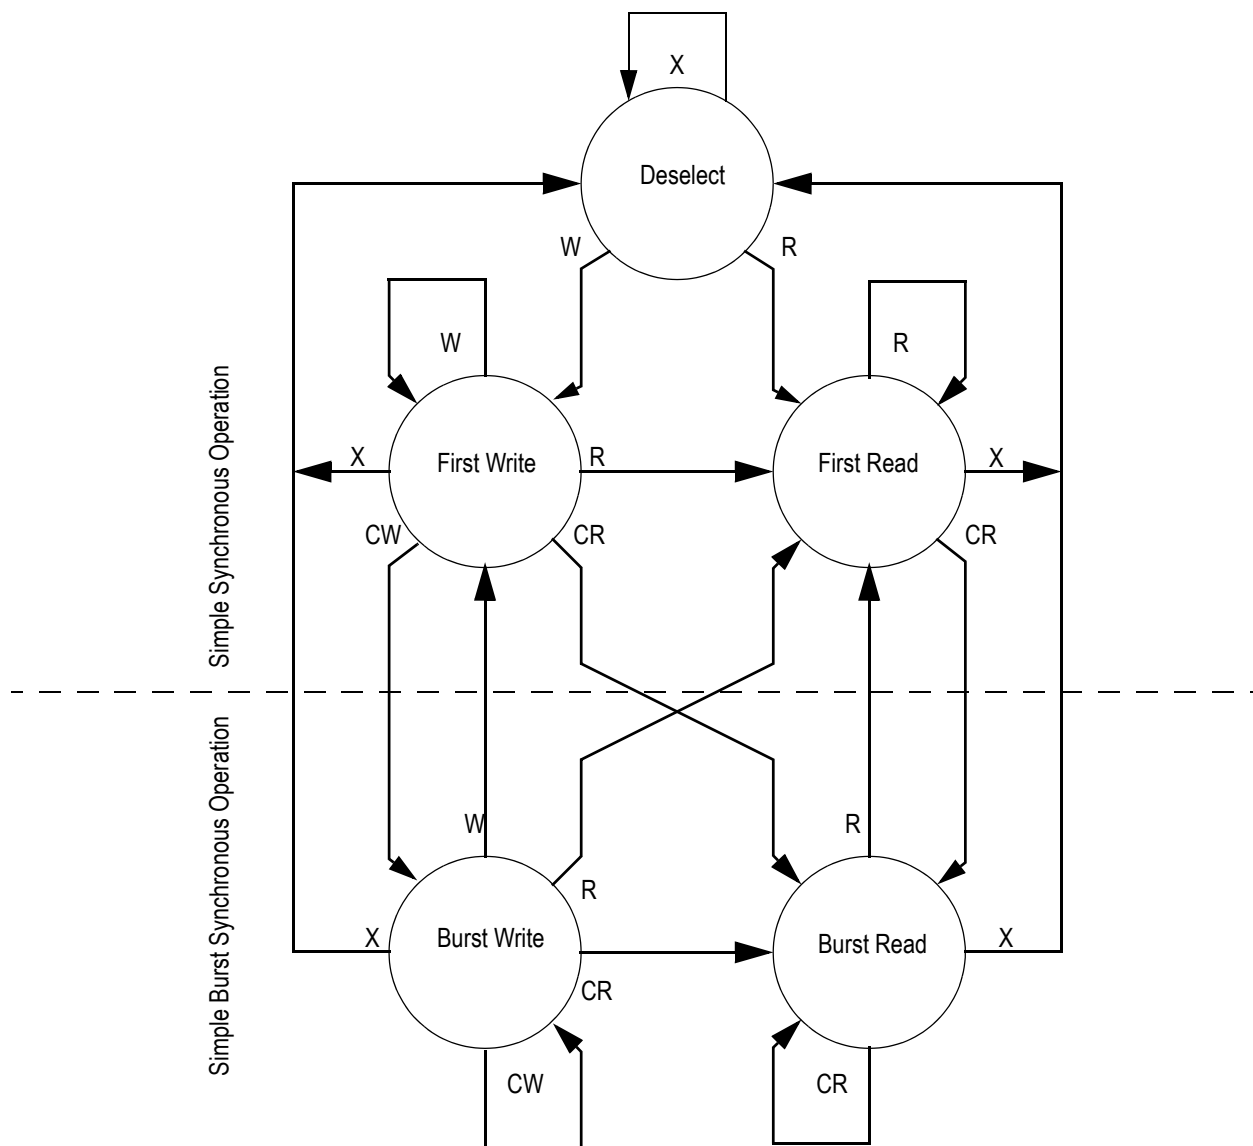 X
Deselect
W
R
W
R
Simple Synchronous Operation
X
First Write
R
First Read
X
CW
CR
CR
Simple Burst Synchronous Operation
W
R
R
X
Burst Write
Burst Read
X
CR
CW
CR